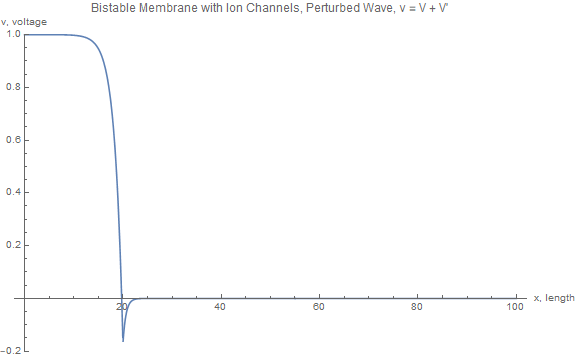 Bistable Membrane with Ion Channels, Perturbed Wave, v = V + V'
v, voltage
1.0
0.8
0.6
0.4
0.2
20 40 60 80 100 x, length
-0.2